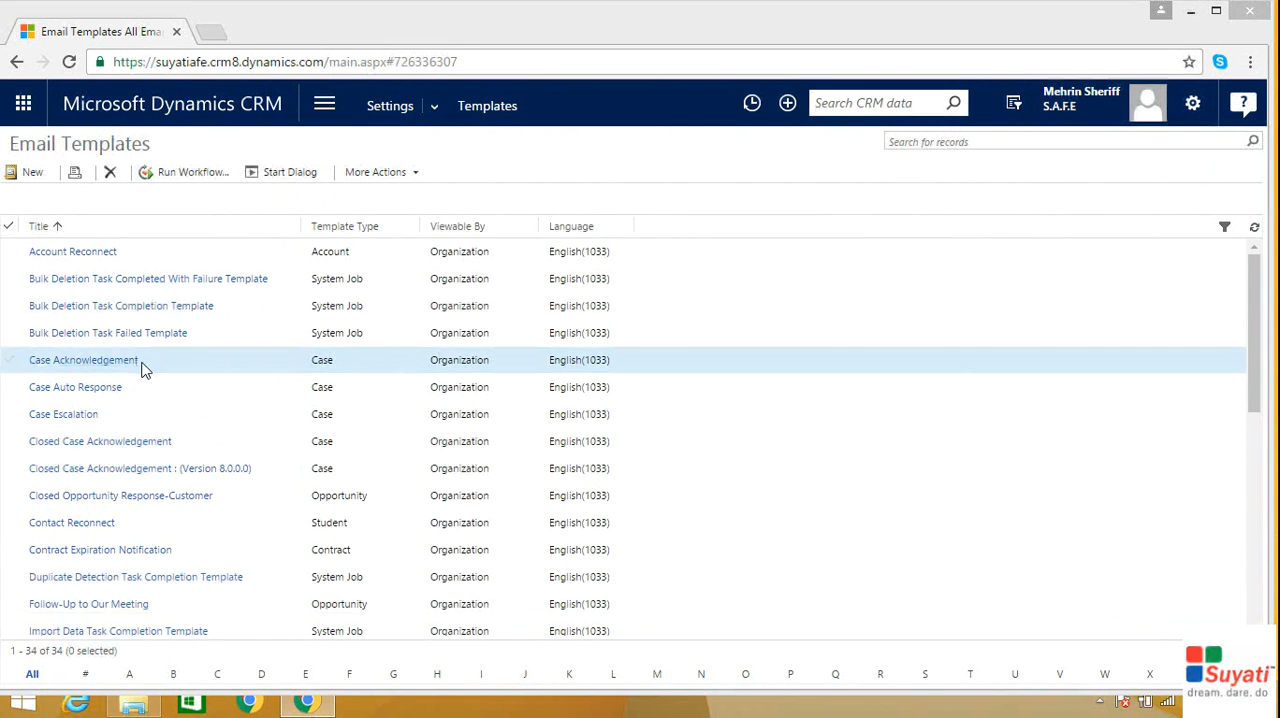 Email Templates All Ema
https://suyatiafe.crm8.dynamics.com/main.aspx#726336307
Microsoft Dynamics CRM Settings Templates Search CRM data Mehrin Sheriff
S.A.F.E
Email Templates Search for records
New Run Workflow... Start Dialog More Actions
Title Template Type Viewable By Language
Account Reconnect Account Organization English(1033)
Bulk Deletion Task Completed With Failure Template System Job Organization English(1033)
Bulk Deletion Task Completion Template System Job Organization English(1033)
Bulk Deletion Task Failed Template System Job Organization English(1033)
Case Acknowledgement Case Organization English(1033)
Case Auto Response Case Organization English(1033)
Case Escalation Case Organization English(1033)
Closed Case Acknowledgement Case Organization English(1033)
Closed Case Acknowledgement : (Version 8.0.0.0) Case Organization English(1033)
Closed Opportunity Response-Customer Opportunity Organization English(1033)
Contact Reconnect Student Organization English(1033)
Contract Expiration Notification Contract Organization English(1033)
Duplicate Detection Task Completion Template System Job Organization English(1033)
Follow-Up to Our Meeting Opportunity Organization English(1033)
Import Data Task Completion Template System Job Organization English(1033)
1 - 34 of 34 (0 selected)
All # A B C D E F G H I J K L M N O P Q R S T U V W X
Suyati
dream. dare. do